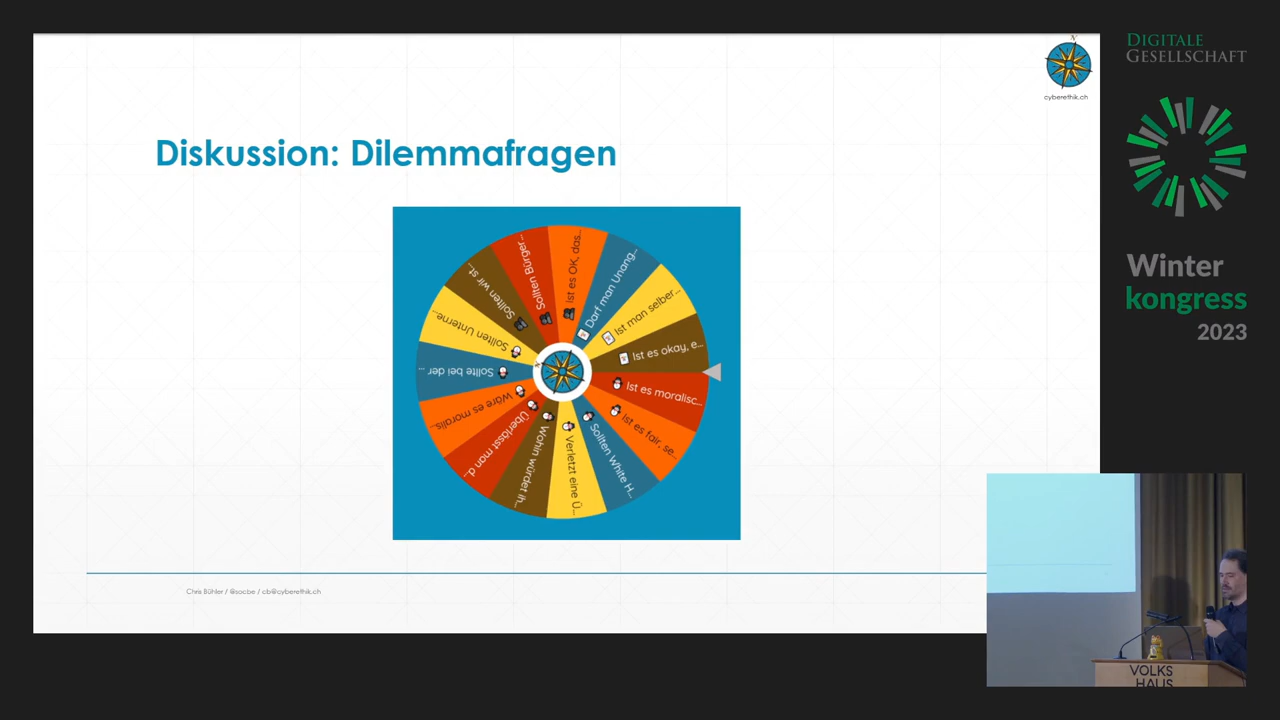 N
cyberethik.ch
DIGITALE
GESELLSCHAFT
Diskussion: Dilemmafragen
Winter
kongress
2023
Ist es OK, das...
Darf man Unang...
Ist man selber...
Ist es okay, e...
Ist es moralisc...
Ist es fair, se...
Sollten White H...
Verletzt eine Ü...
Wohin würdet ih...
Überlässt man d...
Wäre es moralis...
Sollte bei der ...
Sollten Unterne...
Sollten wir st...
Sollten Bürger...
Chris Bühler / @socbe / cb@cyberethik.ch
VOLKS
HAUS